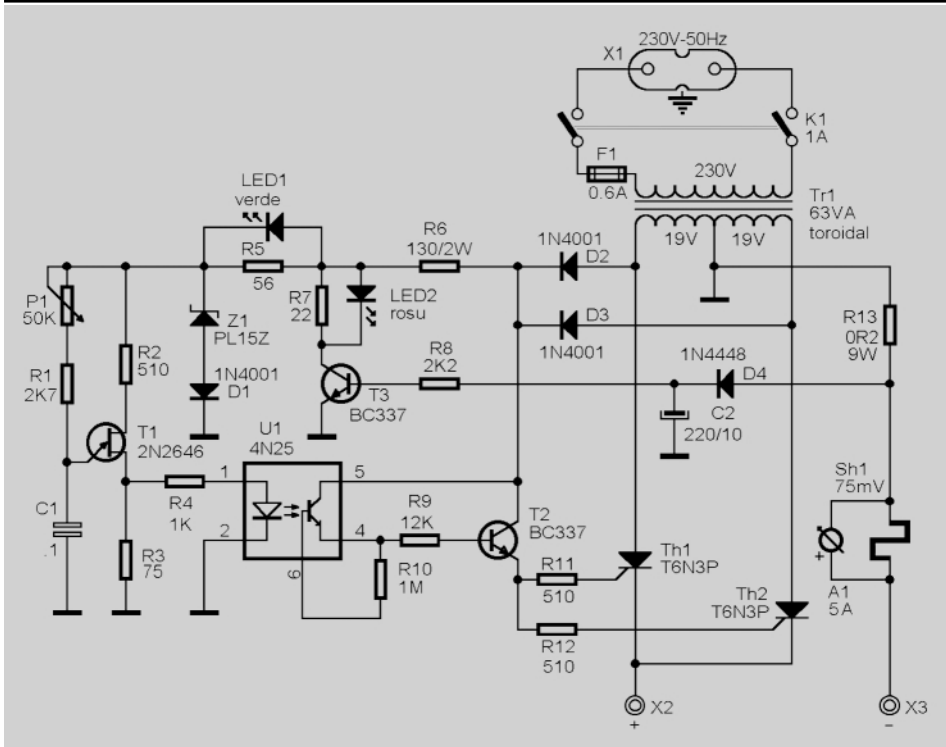 230V-50Hz
X1
K1
1A
F1
0.6A
230V
Tr1
63VA
toroidal
19V
19V
LED1
verde
R5
56
R6
130/2W
1N4001
D2
D3
1N4001
P1
50K
R1
2K7
R2
510
Z1
PL15Z
1N4001
D1
R7
22
LED2
rosu
R8
2K2
T3
BC337
1N4448
D4
C2
220/10
R13
0R2
9W
T1
2N2646
U1
4N25
1
2
5
4
6
R4
1K
C1
.1
R3
75
R9
12K
R10
1M
T2
BC337
R11
510
R12
510
Th1
T6N3P
Th2
T6N3P
Sh1
75mV
+
A1
5A
X2
+
X3
-